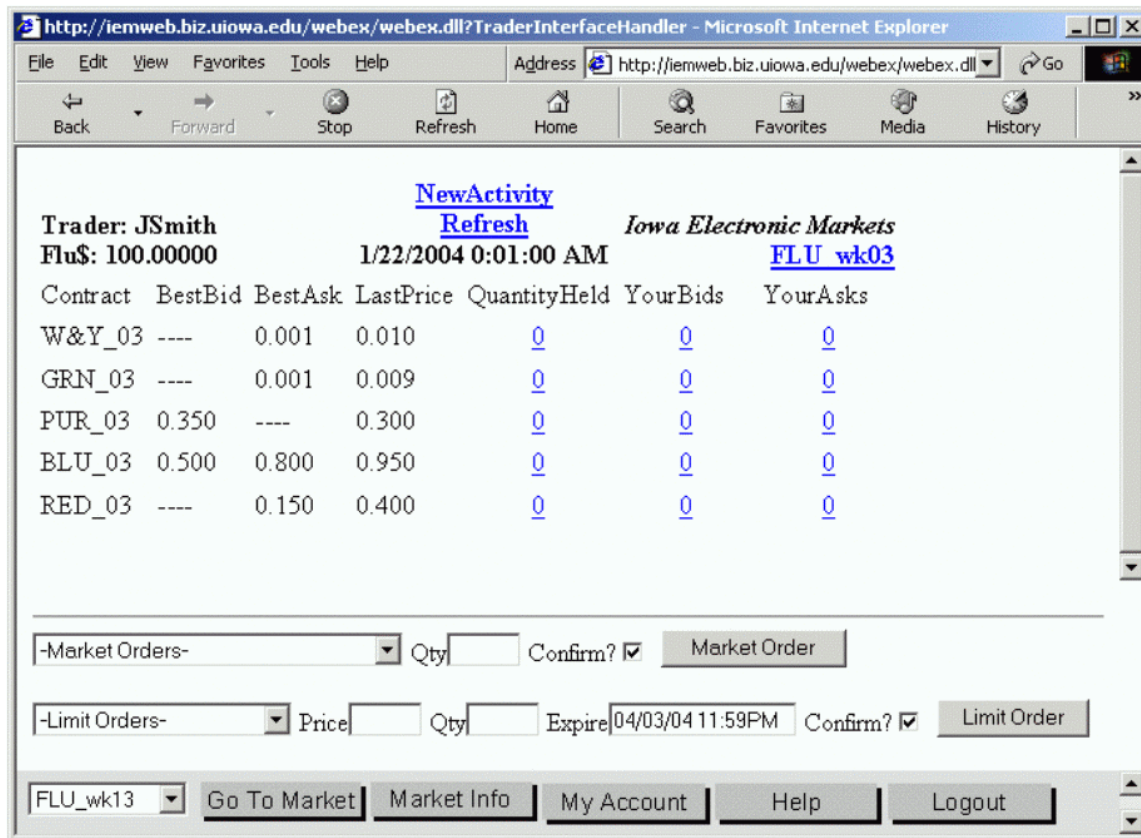 http://iemweb.biz.uiowa.edu/webex/webex.dll?TraderInterfaceHandler - Microsoft Internet Explorer
File Edit View Favorites Tools Help Address http://iemweb.biz.uiowa.edu/webex/webex.dll Go
Back Forward Stop Refresh Home Search Favorites Media History »
NewActivity
Trader: JSmith Refresh Iowa Electronic Markets
Flu$: 100.00000 1/22/2004 0:01:00 AM FLU_wk03
Contract BestBid BestAsk LastPrice QuantityHeld YourBids YourAsks
W&Y_03 ---- 0.001 0.010 0 0 0
GRN_03 ---- 0.001 0.009 0 0 0
PUR_03 0.350 ---- 0.300 0 0 0
BLU_03 0.500 0.800 0.950 0 0 0
RED_03 ---- 0.150 0.400 0 0 0
-Market Orders- Qty Confirm? Market Order
-Limit Orders- Price Qty Expire 04/03/04 11:59PM Confirm? Limit Order
FLU_wk13 Go To Market Market Info My Account Help Logout